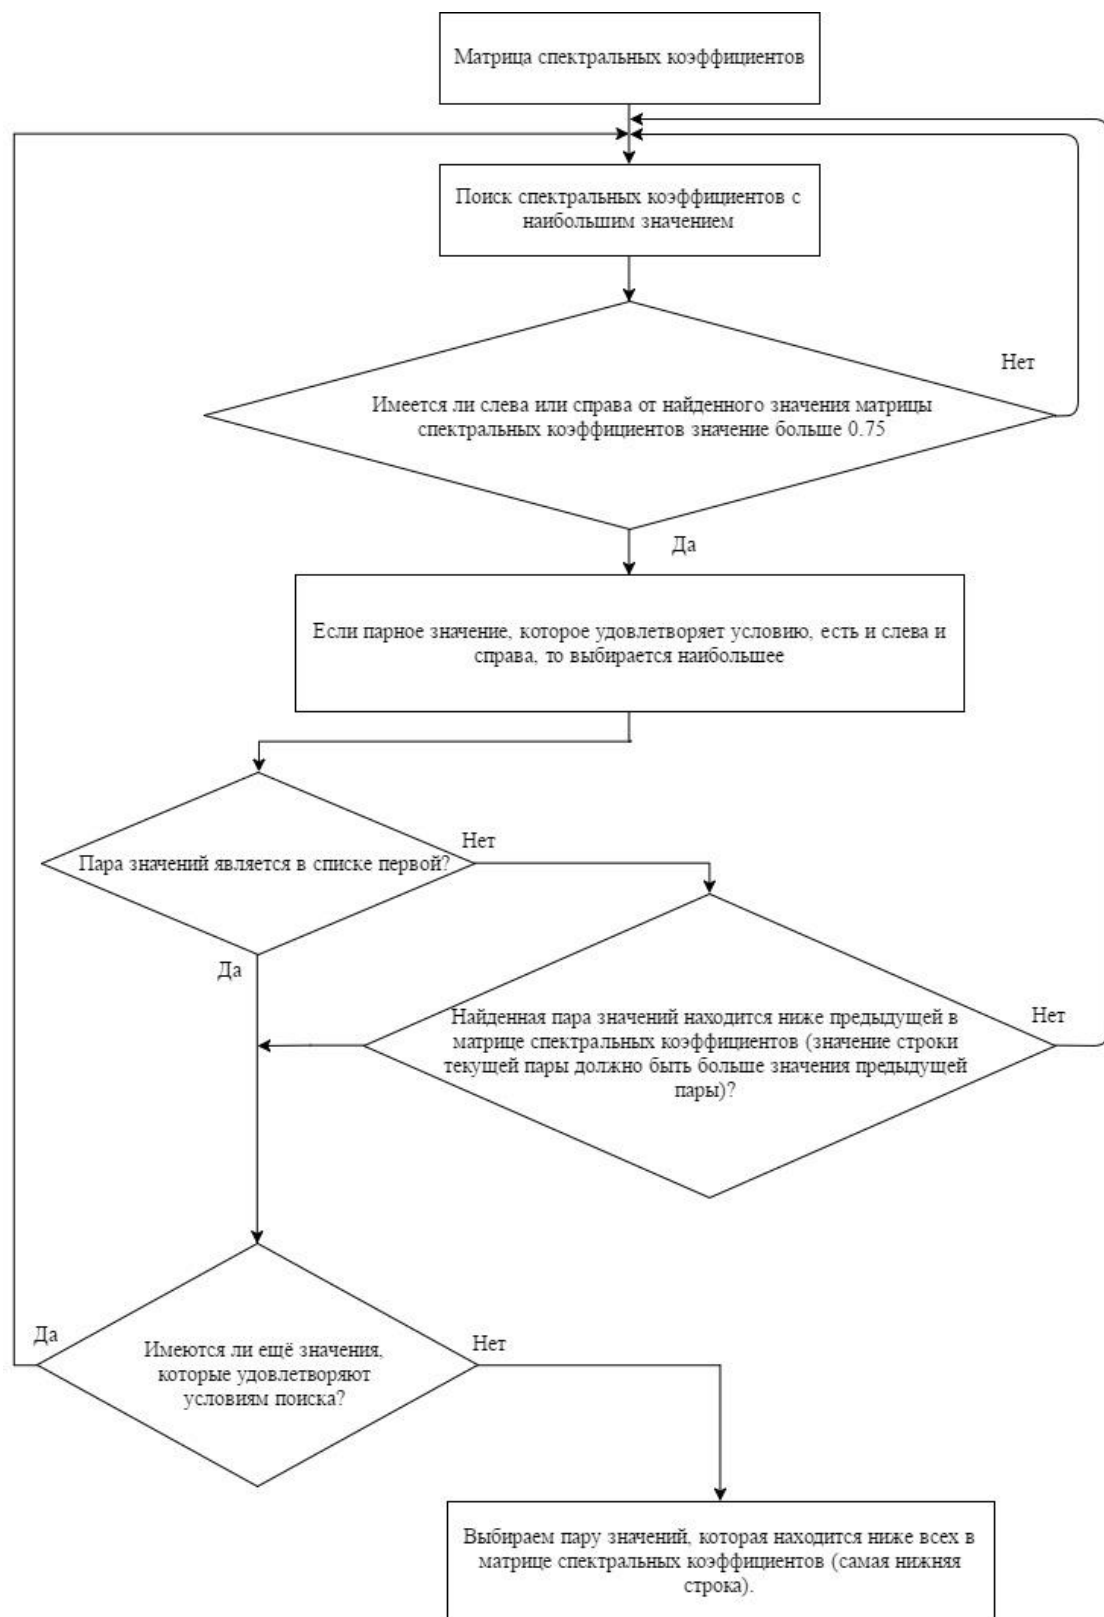 Матрица спектральных коэффициентов
Поиск спектральных коэффициентов с
наибольшим значением
Нет
Имеется ли слева или справа от найденного значения матрицы
спектральных коэффициентов значение больше 0.75
Да
Если парное значение, которое удовлетворяет условию, есть и слева и
справа, то выбирается наибольшее
Нет
Пара значений является в списке первой?
Да
Нет
Найденная пара значений находится ниже предыдущей в
матрице спектральных коэффициентов (значение строки
текущей пары должно быть больше значения предыдущей
пары)?
Да
Нет
Имеются ли ещё значения,
которые удовлетворяют
условиям поиска?
Выбираем пару значений, которая находится ниже всех в
матрице спектральных коэффициентов (самая нижняя
строка).